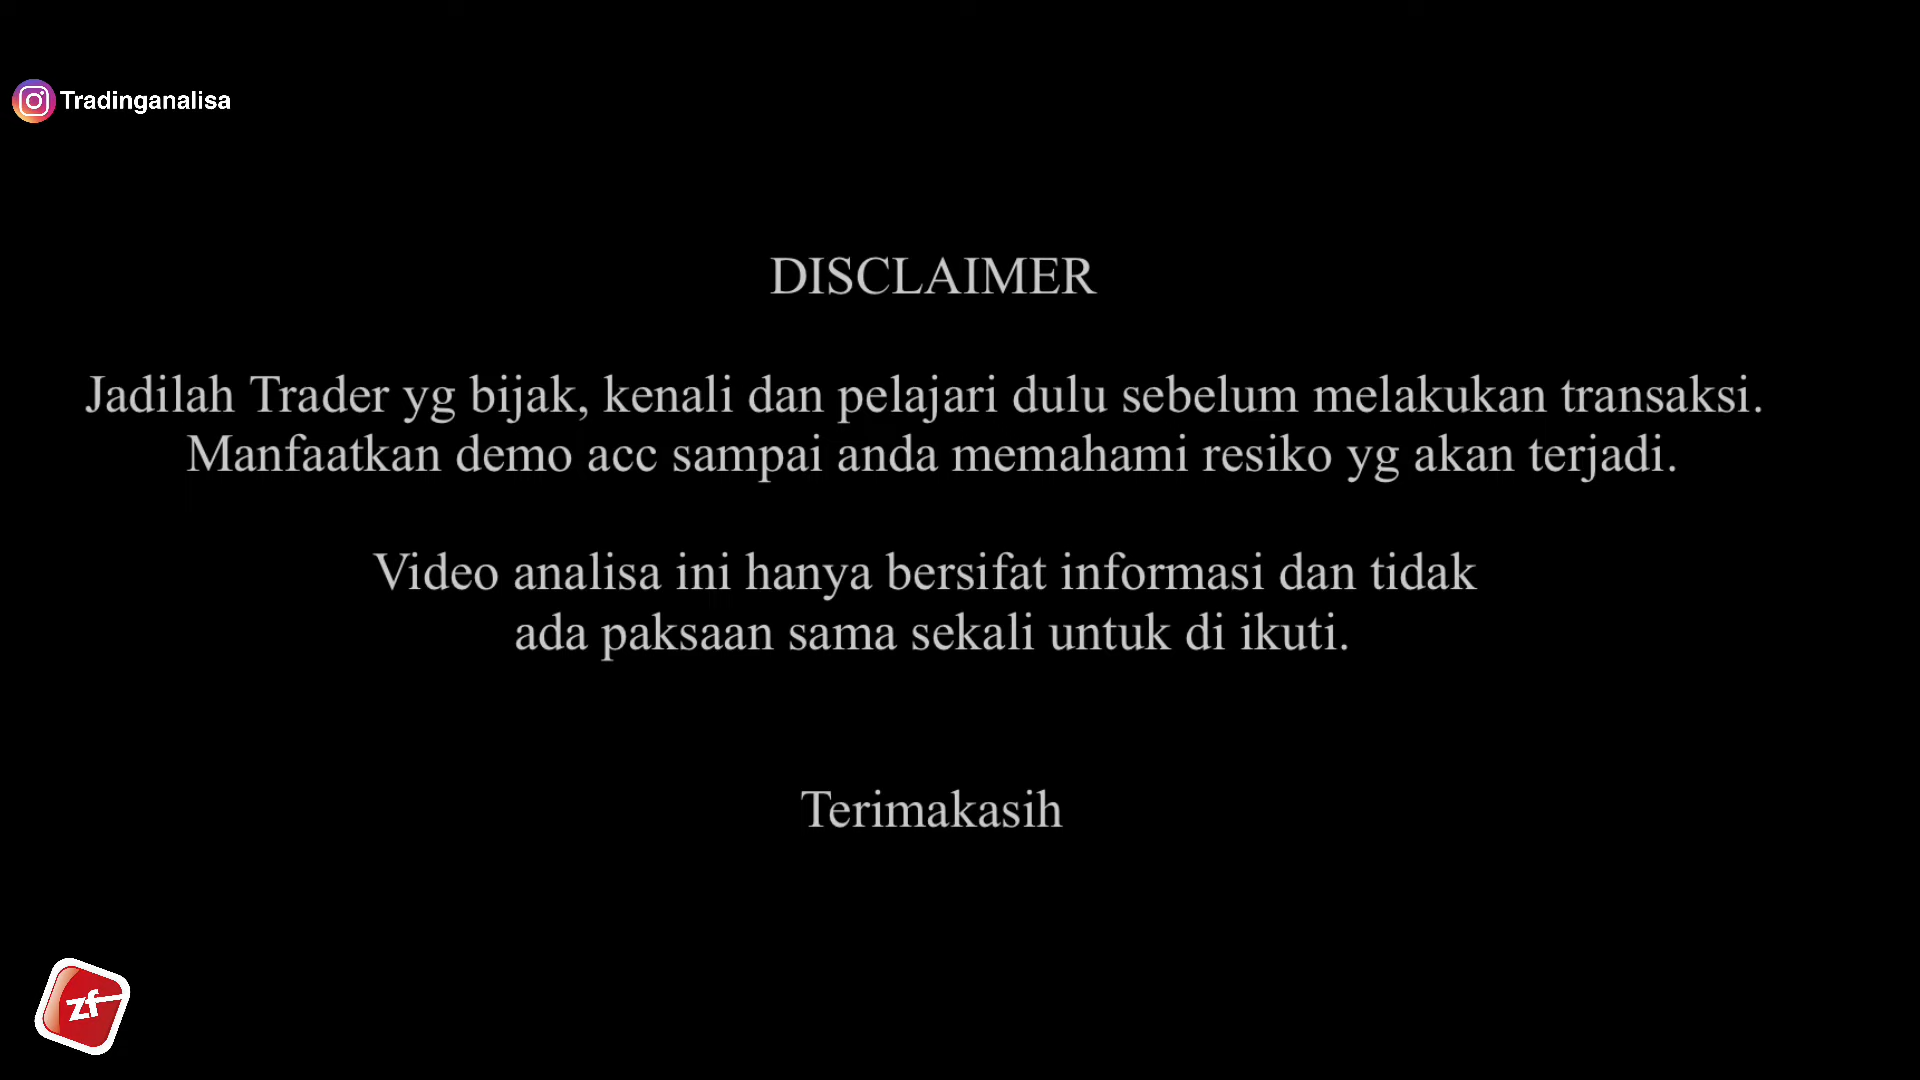 Tradinganalisa
DISCLAIMER
Jadilah Trader yg bijak, kenali dan pelajari dulu sebelum melakukan transaksi.
Manfaatkan demo acc sampai anda memahami resiko yg akan terjadi.
Video analisa ini hanya bersifat informasi dan tidak
ada paksaan sama sekali untuk di ikuti.
Terimakasih
zf